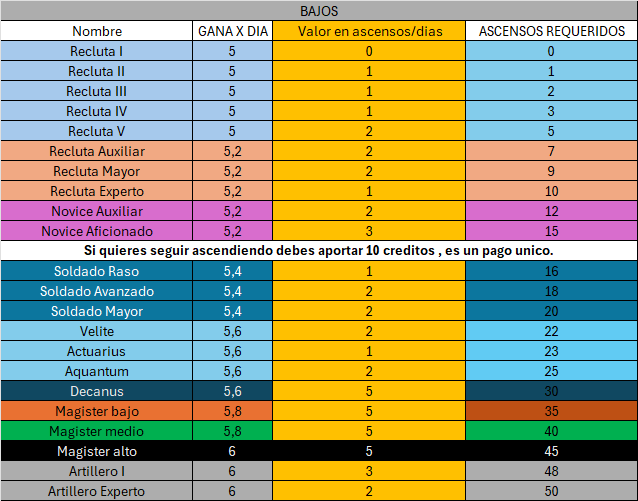 BAJOS
Nombre GANA X DIA Valor en ascensos/dias ASCENSOS REQUERIDOS
Recluta I 5 0 0
Recluta II 5 1 1
Recluta III 5 1 2
Recluta IV 5 1 3
Recluta V 5 2 5
Recluta Auxiliar 5,2 2 7
Recluta Mayor 5,2 2 9
Recluta Experto 5,2 1 10
Novice Auxiliar 5,2 2 12
Novice Aficionado 5,2 3 15
Si quieres seguir ascendiendo debes aportar 10 creditos , es un pago unico.
Soldado Raso 5,4 1 16
Soldado Avanzado 5,4 2 18
Soldado Mayor 5,4 2 20
Velite 5,6 2 22
Actuarius 5,6 1 23
Aquantum 5,6 2 25
Decanus 5,6 5 30
Magister bajo 5,8 5 35
Magister medio 5,8 5 40
Magister alto 6 5 45
Artillero I 6 3 48
Artillero Experto 6 2 50